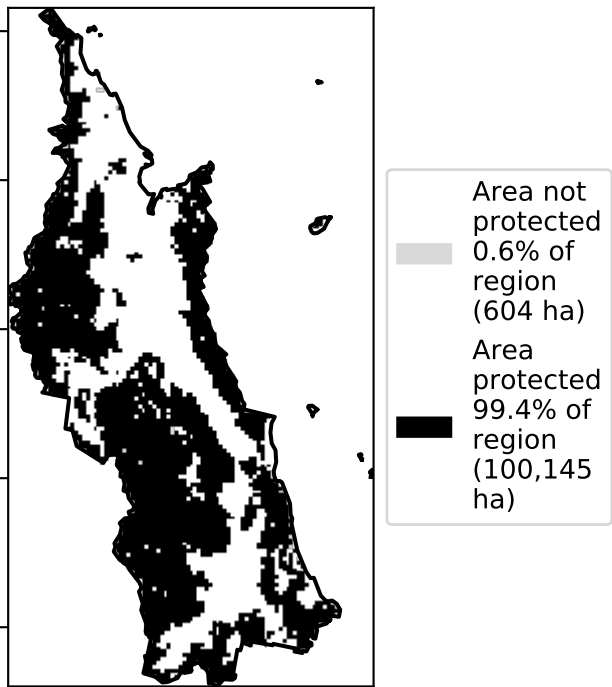 Area not
protected
0.6% of
region
(604 ha)
Area
protected
99.4% of
region
(100,145
ha)